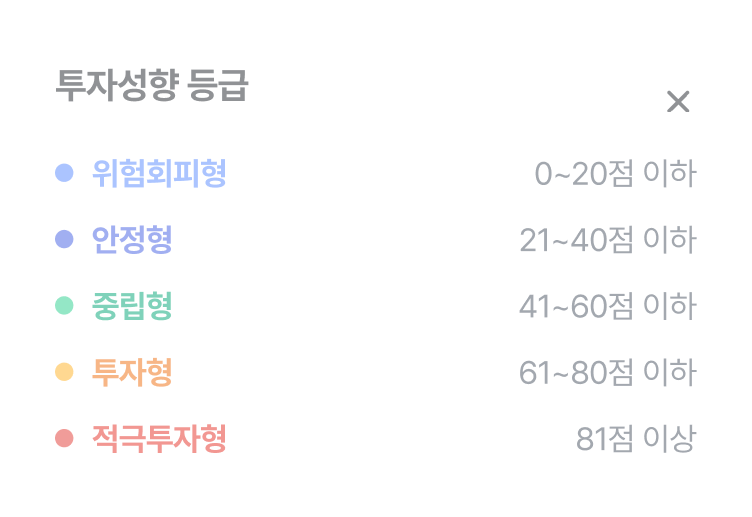 투자성향 등급
위험회피형 0~20점 이하
안정형 21~40점 이하
중립형 41~60점 이하
투자형 61~80점 이하
적극투자형 81점 이상